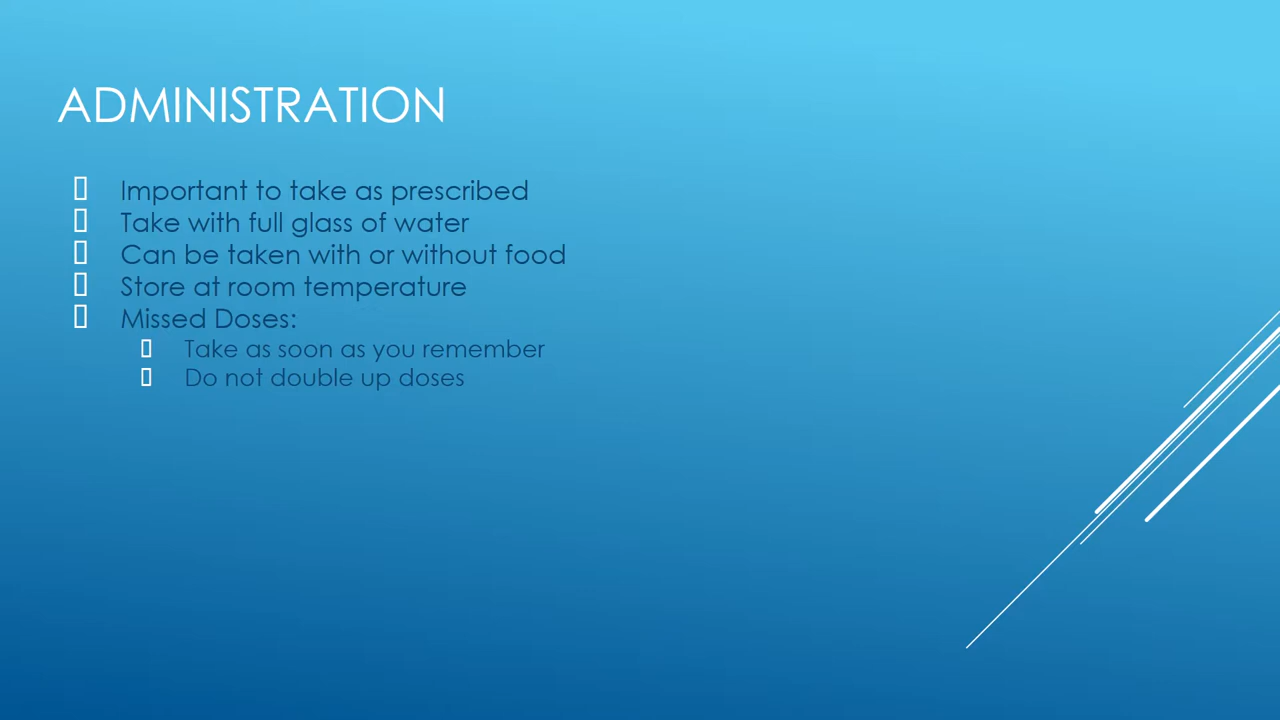 ADMINISTRATION
Important to take as prescribed
Take with full glass of water
Can be taken with or without food
Store at room temperature
Missed Doses:
Take as soon as you remember
Do not double up doses